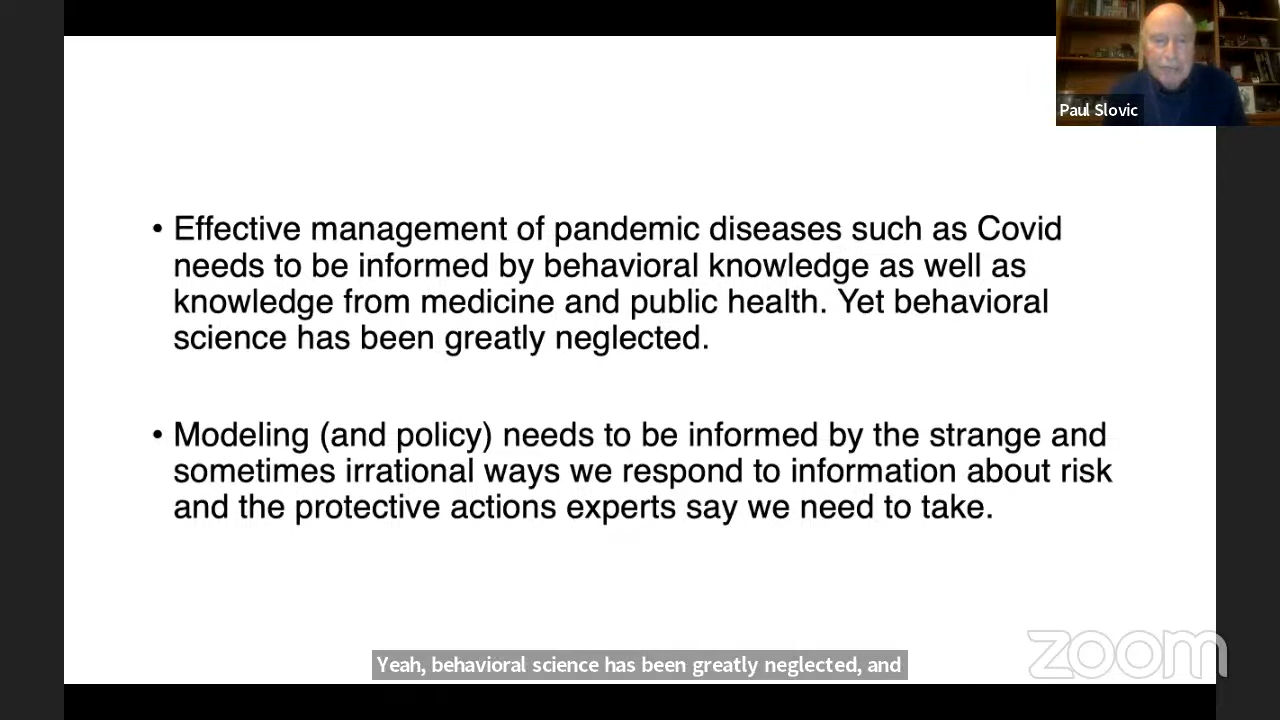 Paul Slovic
• Effective management of pandemic diseases such as Covid
needs to be informed by behavioral knowledge as well as
knowledge from medicine and public health. Yet behavioral
science has been greatly neglected.
• Modeling (and policy) needs to be informed by the strange and
sometimes irrational ways we respond to information about risk
and the protective actions experts say we need to take.
zoom
Yeah, behavioral science has been greatly neglected, and